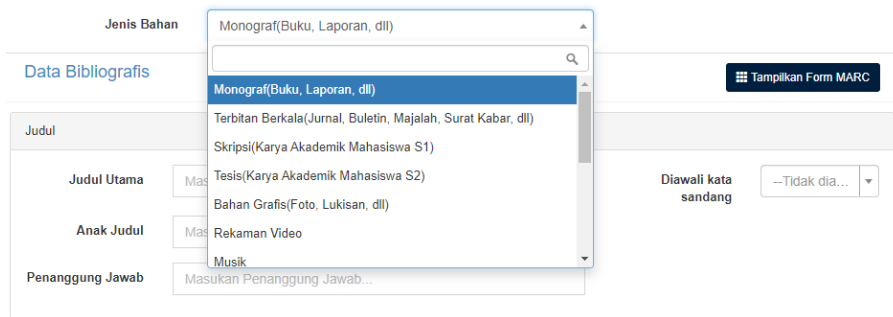 Jenis Bahan
Monograf(Buku, Laporan, dll)
Data Bibliografis
Tampilkan Form MARC
Monograf(Buku, Laporan, dll)
Terbitan Berkala(Jurnal, Buletin, Majalah, Surat Kabar, dll)
Judul
Skripsi(Karya Akademik Mahasiswa S1)
Judul Utama
Mas
Tesis(Karya Akademik Mahasiswa S2)
Diawali kata sandang
--Tidak dia...
Bahan Grafis(Foto, Lukisan, dll)
Anak Judul
Mas
Rekaman Video
Musik
Penanggung Jawab
Masukan Penanggung Jawab...